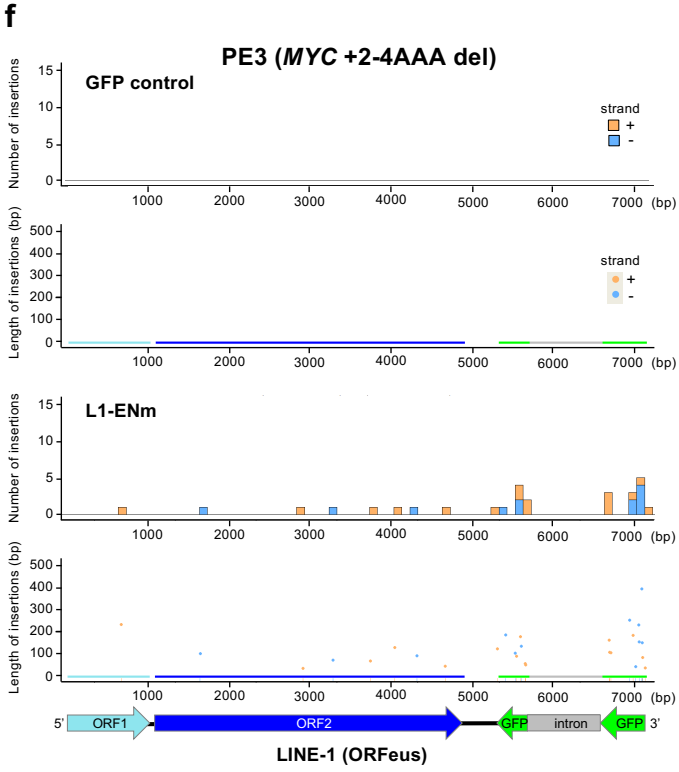 f
PE3 (MYC +2-4AAA del)
GFP control
Number of insertions
15
10
5
0
strand
+
-
1000 2000 3000 4000 5000 6000 7000 (bp)
Length of insertions (bp)
500
400
300
200
100
0
strand
+
-
1000 2000 3000 4000 5000 6000 7000 (bp)
L1-ENm
Number of insertions
15
10
5
0
1000 2000 3000 4000 5000 6000 7000 (bp)
Length of insertions (bp)
500
400
300
200
100
0
1000 2000 3000 4000 5000 6000 7000 (bp)
5' ORF1 ORF2 GFP intron GFP 3'
LINE-1 (ORFeus)